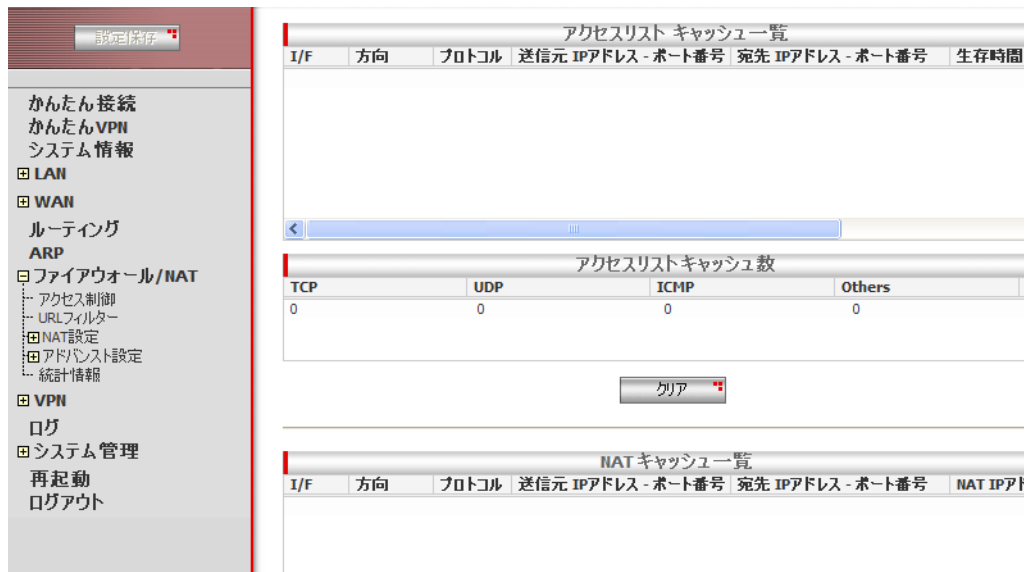 設定保存
かんたん接続
かんたんVPN
システム情報
LAN
WAN
ルーティング
ARP
ファイアウォール/NAT
アクセス制御
URLフィルター
NAT設定
アドバンスト設定
統計情報
VPN
ログ
システム管理
再起動
ログアウト
アクセスリスト キャッシュ一覧
I/F 方向 プロトコル 送信元 IPアドレス - ポート番号 宛先 IPアドレス - ポート番号 生存時間
アクセスリストキャッシュ数
TCP UDP ICMP Others
0 0 0 0
クリア
NATキャッシュ一覧
I/F 方向 プロトコル 送信元 IPアドレス - ポート番号 宛先 IPアドレス - ポート番号 NAT IPアド